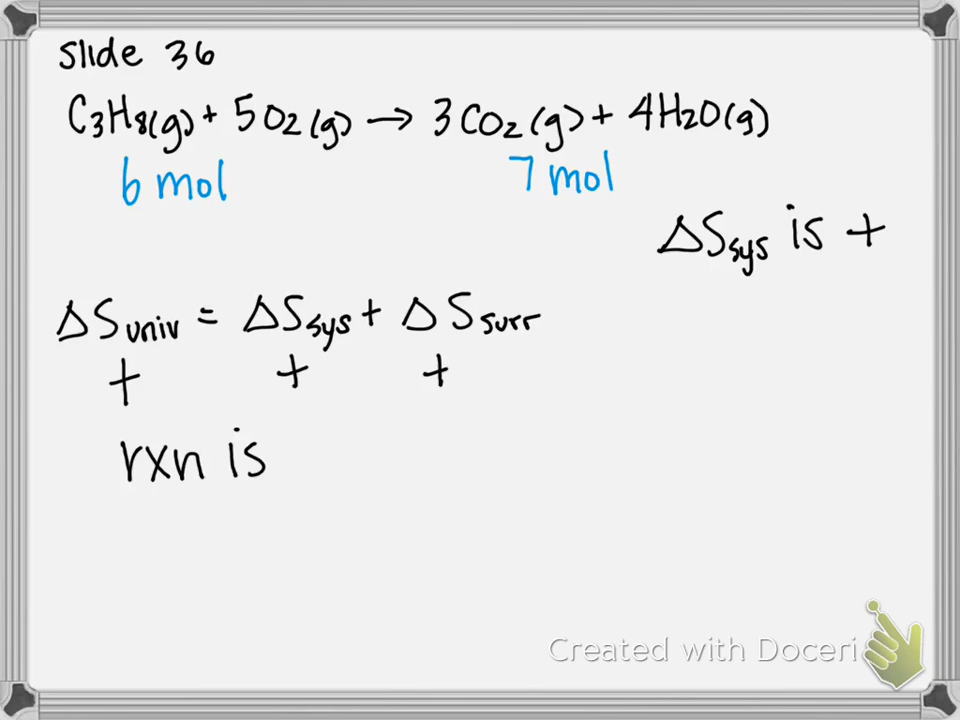 Slide 36
C₃H₈(g) + 5O₂(g) → 3CO₂(g) + 4H₂O(g)
6 mol 7 mol
ΔSsys is +
ΔSuniv = ΔSsys + ΔSsurr
+ + +
rxn is
Created with Doceri